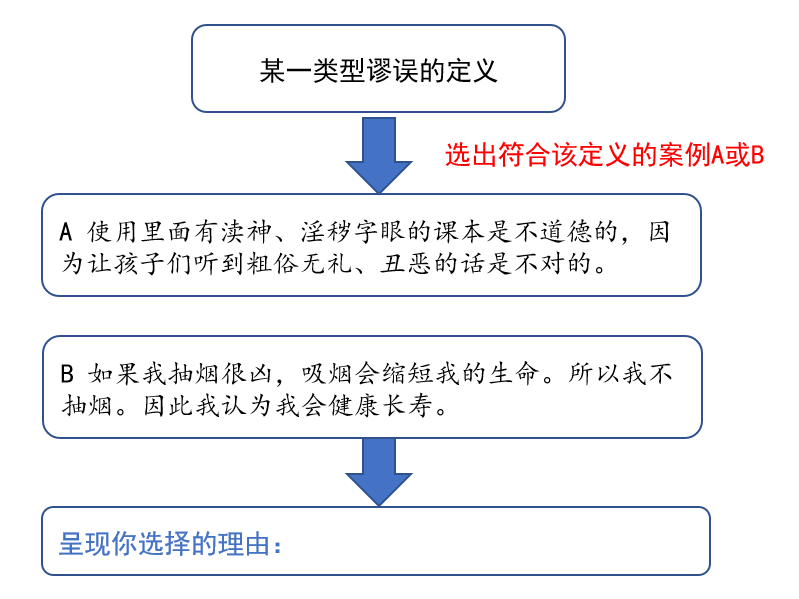 某一类型谬误的定义
选出符合该定义的案例A或B
A 使用里面有渎神、淫秽字眼的课本是不道德的，因
为让孩子们听到粗俗无礼、丑恶的话是不对的。
B 如果我抽烟很凶，吸烟会缩短我的生命。所以我不
抽烟。因此我认为我会健康长寿。
呈现你选择的理由：